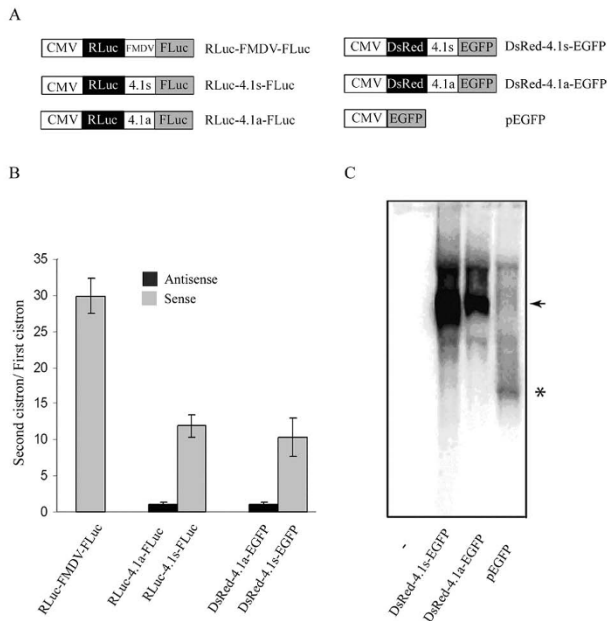 A
CMV RLuc FMDV FLuc RLuc-FMDV-FLuc
CMV RLuc 4.1s FLuc RLuc-4.1s-FLuc
CMV RLuc 4.1a FLuc RLuc-4.1a-FLuc
CMV DsRed 4.1s EGFP DsRed-4.1s-EGFP
CMV DsRed 4.1a EGFP DsRed-4.1a-EGFP
CMV EGFP pEGFP
B
Second cistron/ First cistron
35
30
25
20
15
10
5
0
Antisense
Sense
RLuc-FMDV-FLuc
RLuc-4.1a-FLuc
RLuc-4.1s-FLuc
DsRed-4.1a-EGFP
DsRed-4.1s-EGFP
C
*
-
DsRed-4.1s-EGFP
DsRed-4.1a-EGFP
pEGFP